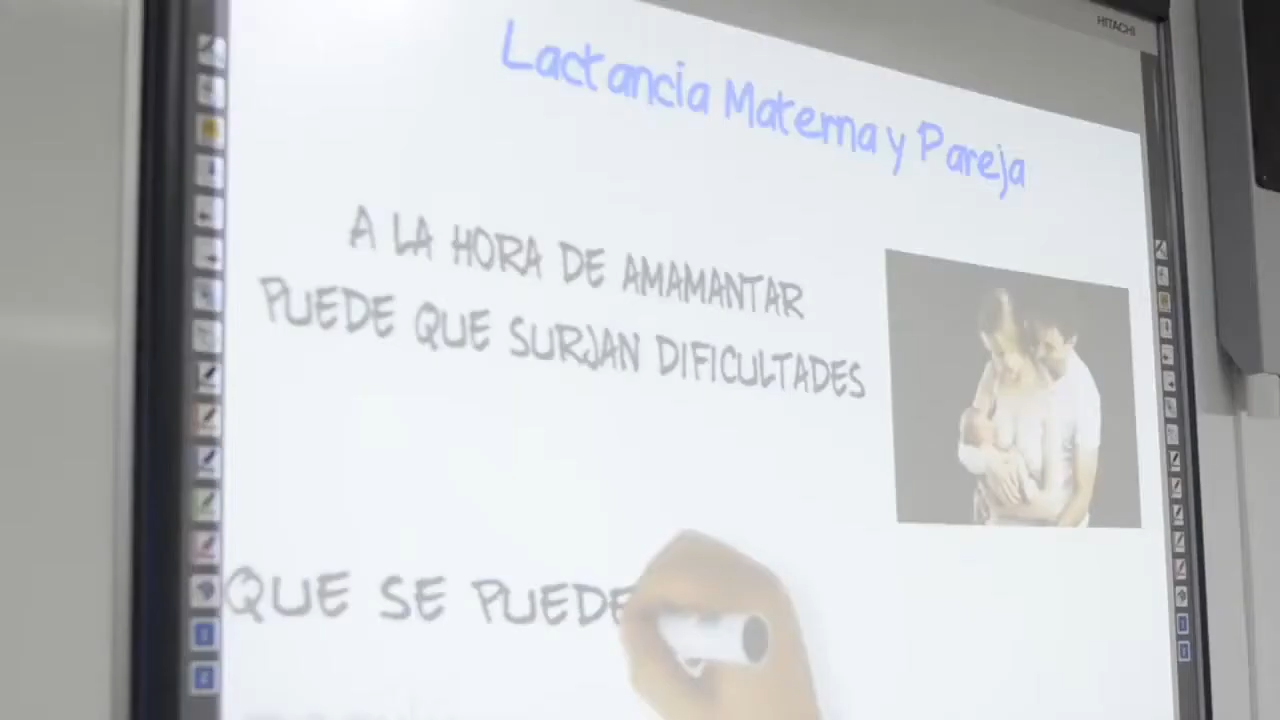 HITACHI
Lactancia Materna y Pareja
A LA HORA DE AMAMANTAR
PUEDE QUE SURJAN DIFICULTADES
QUE SE PUEDE